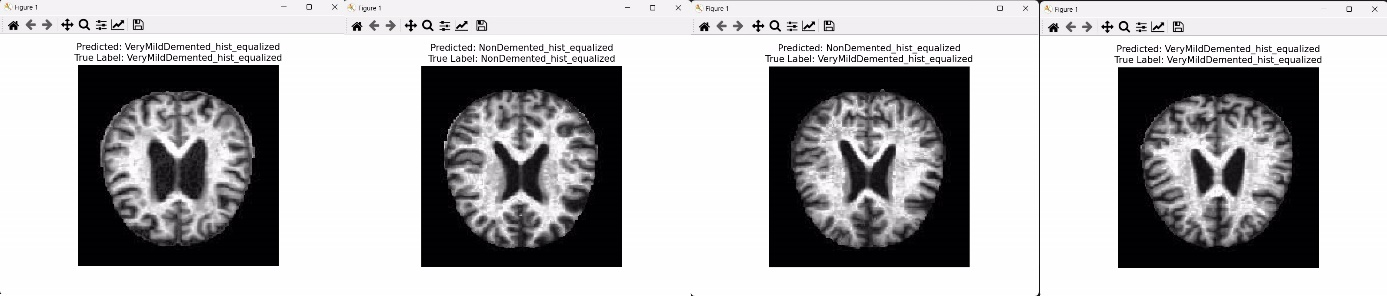 Figure 1
Predicted: VeryMildDemented_hist_equalized
True Label: VeryMildDemented_hist_equalized
Figure 1
Predicted: NonDemented_hist_equalized
True Label: NonDemented_hist_equalized
Figure 1
Predicted: NonDemented_hist_equalized
True Label: VeryMildDemented_hist_equalized
Figure 1
Predicted: VeryMildDemented_hist_equalized
True Label: VeryMildDemented_hist_equalized